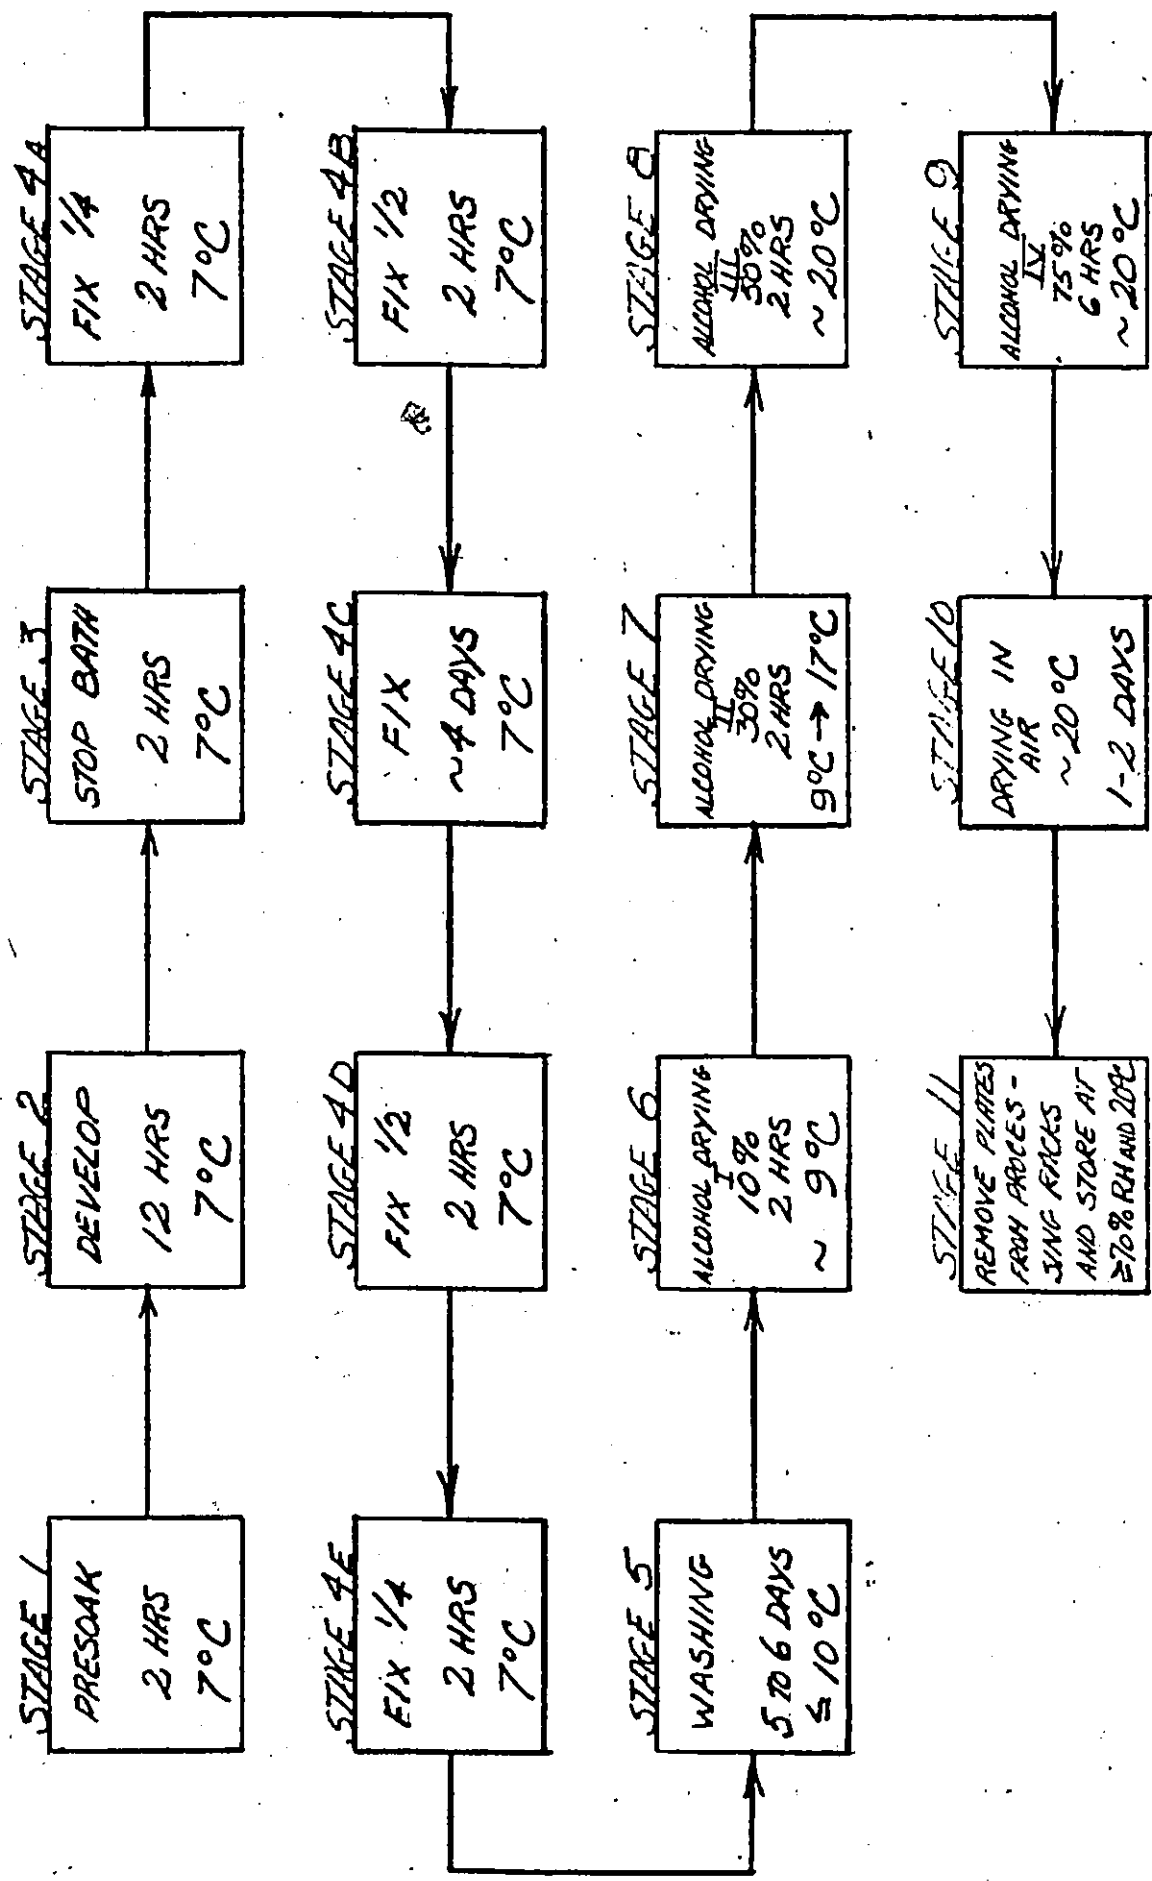 STAGE 1
PRESOAK
2 HRS
7°C
STAGE 2
DEVELOP
12 HRS
7°C
STAGE 3
STOP BATH
2 HRS
7°C
STAGE 4A
FIX 1/4
2 HRS
7°C
STAGE 4B
FIX 1/2
2 HRS
7°C
STAGE 4C
FIX
~4 DAYS
7°C
STAGE 4D
FIX 1/2
2 HRS
7°C
STAGE 4E
FIX 1/4
2 HRS
7°C
STAGE 5
WASHING
5 TO 6 DAYS
≤ 10°C
STAGE 6
ALCOHOL DRYING
I
10%
2 HRS
~ 9°C
STAGE 7
ALCOHOL DRYING
II
30%
2 HRS
9°C → 17°C
STAGE 8
ALCOHOL DRYING
III
50%
2 HRS
~ 20°C
STAGE 9
ALCOHOL DRYING
IV
75%
6 HRS
~ 20°C
STAGE 10
DRYING IN
AIR
~ 20°C
1-2 DAYS
STAGE 11
REMOVE PLATES
FROM PROCES-
SING RACKS
AND STORE AT
≥70% RH AND 20°C